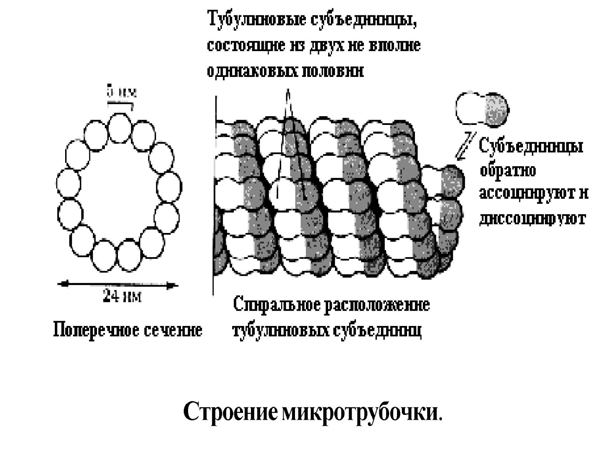 Тубулиновые субъединицы,
состоящие из двух не вполне
одинаковых половин
5 нм
Субъединицы
обратно
ассоциируют и
диссоциируют
24 нм
Поперечное сечение
Спиральное расположение
тубулиновых субъединиц
Строение микротрубочки.